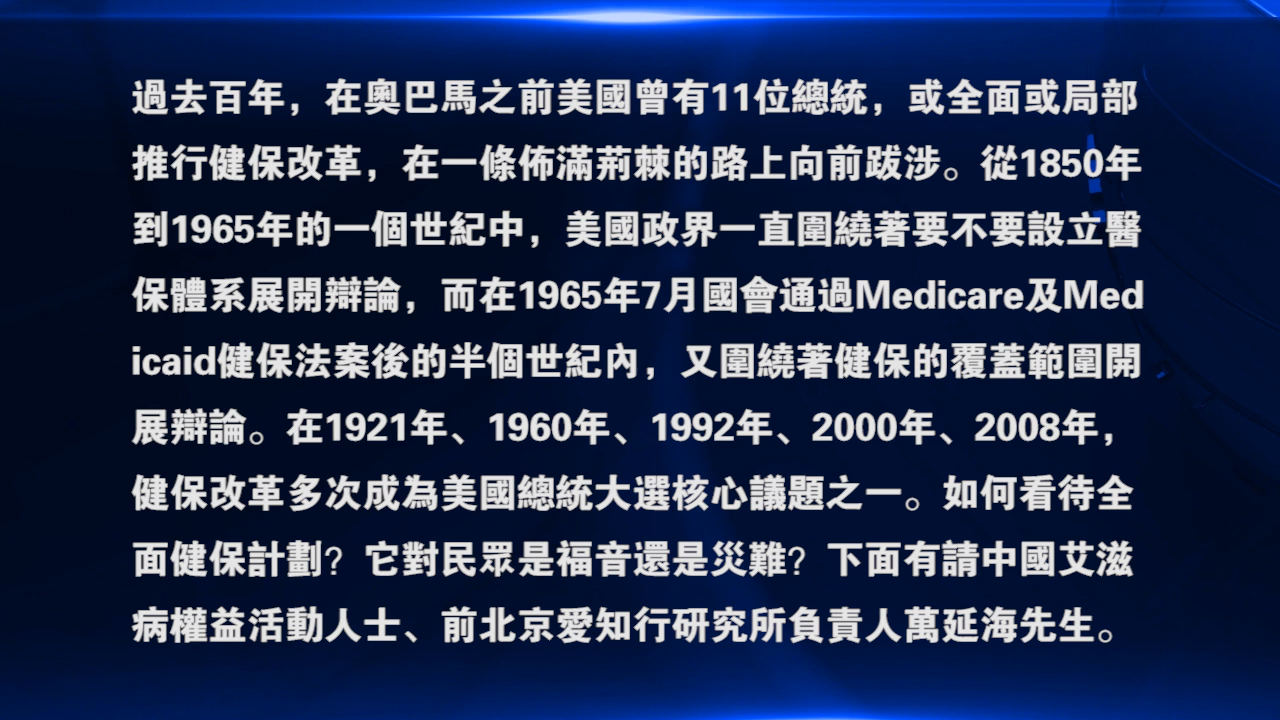 過去百年，在奧巴馬之前美國曾有11位總統，或全面或局部
推行健保改革，在一條佈滿荊棘的路上向前跋涉。從1850年
到1965年的一個世紀中，美國政界一直圍繞著要不要設立醫
保體系展開辯論，而在1965年7月國會通過Medicare及Med
icaid健保法案後的半個世紀內，又圍繞著健保的覆蓋範圍開
展辯論。在1921年、1960年、1992年、2000年、2008年，
健保改革多次成為美國總統大選核心議題之一。如何看待全
面健保計劃？它對民眾是福音還是災難？下面有請中國艾滋
病權益活動人士、前北京愛知行研究所負責人萬延海先生。